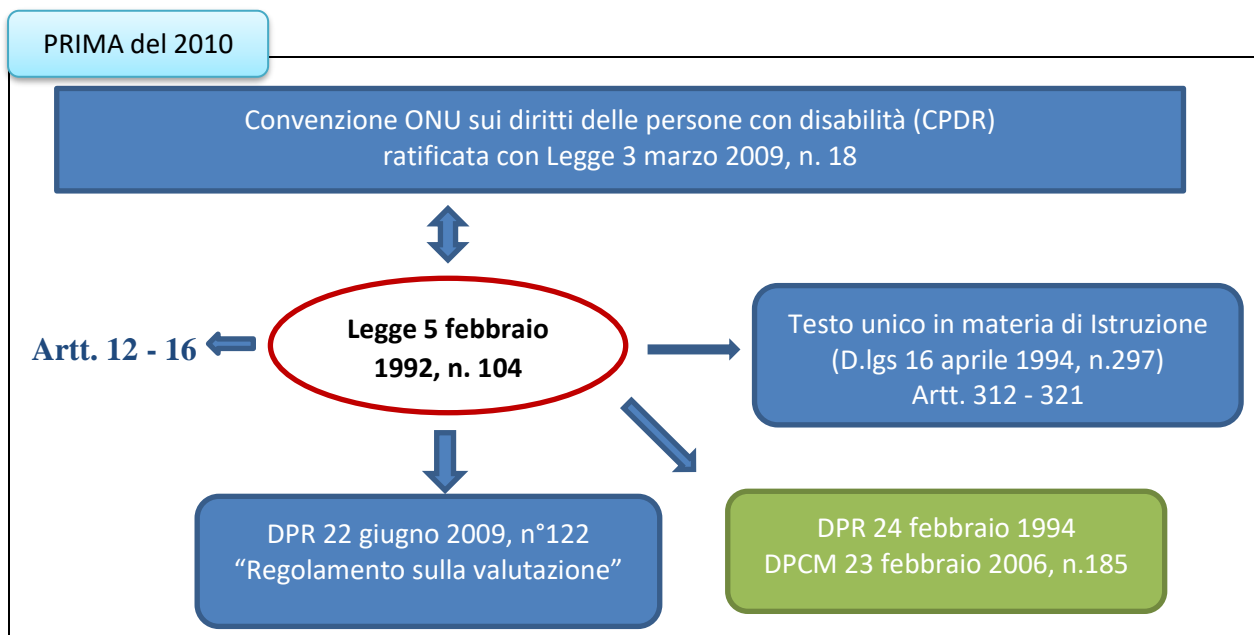 PRIMA del 2010
Convenzione ONU sui diritti delle persone con disabilità (CPDR)
ratificata con Legge 3 marzo 2009, n. 18
Artt. 12 - 16
Legge 5 febbraio
1992, n. 104
Testo unico in materia di Istruzione
(D.lgs 16 aprile 1994, n.297)
Artt. 312 - 321
DPR 22 giugno 2009, n°122
“Regolamento sulla valutazione”
DPR 24 febbraio 1994
DPCM 23 febbraio 2006, n.185